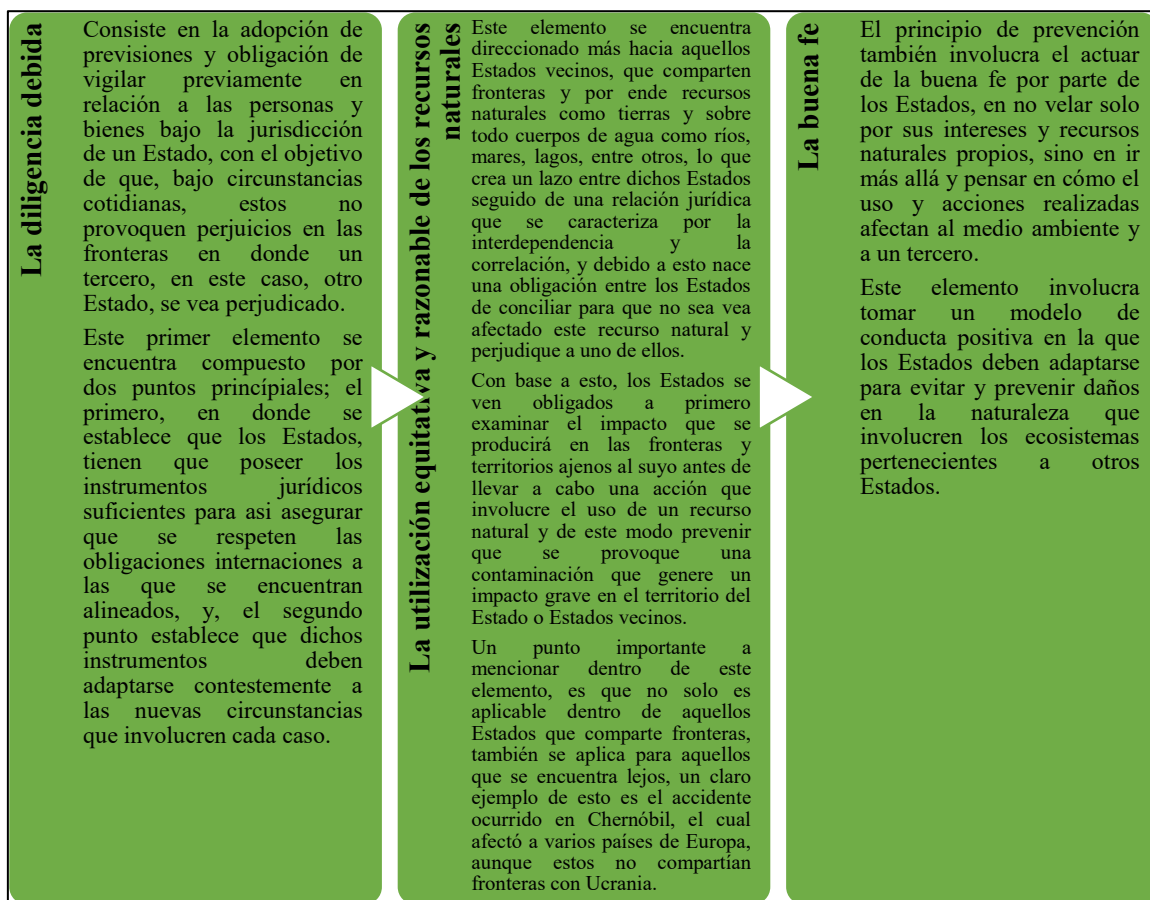 La diligencia debida
Consiste en la adopción de
previsiones y obligación de
vigilar previamente en
relación a las personas y
bienes bajo la jurisdicción
de un Estado, con el objetivo
de que, bajo circunstancias
cotidianas, estos no
provoquen perjuicios en las
fronteras en donde un
tercero, en este caso, otro
Estado, se vea perjudicado.
Este primer elemento se
encuentra compuesto por
dos puntos princípiales; el
primero, en donde se
establece que los Estados,
tienen que poseer los
instrumentos jurídicos
suficientes para asi asegurar
que se respeten las
obligaciones internaciones a
las que se encuentran
alineados, y, el segundo
punto establece que dichos
instrumentos deben
adaptarse contestemente a
las nuevas circunstancias
que involucren cada caso.
La utilización equitativa y razonable de los recursos
naturales
Este elemento se encuentra
direccionado más hacia aquellos
Estados vecinos, que comparten
fronteras y por ende recursos
naturales como tierras y sobre
todo cuerpos de agua como ríos,
mares, lagos, entre otros, lo que
crea un lazo entre dichos Estados
seguido de una relación jurídica
que se caracteriza por la
interdependencia y la
correlación, y debido a esto nace
una obligación entre los Estados
de conciliar para que no sea vea
afectado este recurso natural y
perjudique a uno de ellos.
Con base a esto, los Estados se
ven obligados a primero
examinar el impacto que se
producirá en las fronteras y
territorios ajenos al suyo antes de
llevar a cabo una acción que
involucre el uso de un recurso
natural y de este modo prevenir
que se provoque una
contaminación que genere un
impacto grave en el territorio del
Estado o Estados vecinos.
Un punto importante a
mencionar dentro de este
elemento, es que no solo es
aplicable dentro de aquellos
Estados que comparte fronteras,
también se aplica para aquellos
que se encuentra lejos, un claro
ejemplo de esto es el accidente
ocurrido en Chernóbil, el cual
afectó a varios países de Europa,
aunque estos no compartían
fronteras con Ucrania.
La buena fe
El principio de prevención
también involucra el actuar
de la buena fe por parte de
los Estados, en no velar solo
por sus intereses y recursos
naturales propios, sino en ir
más allá y pensar en cómo el
uso y acciones realizadas
afectan al medio ambiente y
a un tercero.
Este elemento involucra
tomar un modelo de
conducta positiva en la que
los Estados deben adaptarse
para evitar y prevenir daños
en la naturaleza que
involucren los ecosistemas
pertenecientes a otros
Estados.